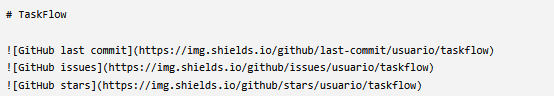 # TaskFlow
![GitHub last commit](https://img.shields.io/github/last-commit/usuario/taskflow)
![GitHub issues](https://img.shields.io/github/issues/usuario/taskflow)
![GitHub stars](https://img.shields.io/github/stars/usuario/taskflow)